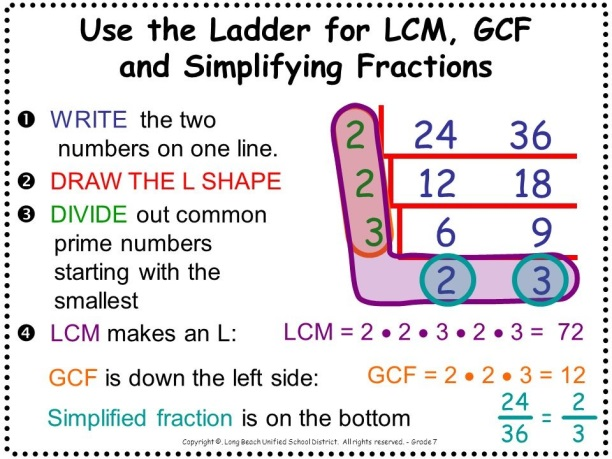 Use the Ladder for LCM, GCF
and Simplifying Fractions
❶ WRITE the two
numbers on one line.
❷ DRAW THE L SHAPE
❸ DIVIDE out common
prime numbers
starting with the
smallest
2 24 36
2 12 18
3 6 9
2 3
❹ LCM makes an L: LCM = 2 • 2 • 3 • 2 • 3 = 72
GCF is down the left side: GCF = 2 • 2 • 3 = 12
Simplified fraction is on the bottom
24 = 2
36 3
Copyright ©, Long Beach Unified School District. All rights reserved. - Grade 7